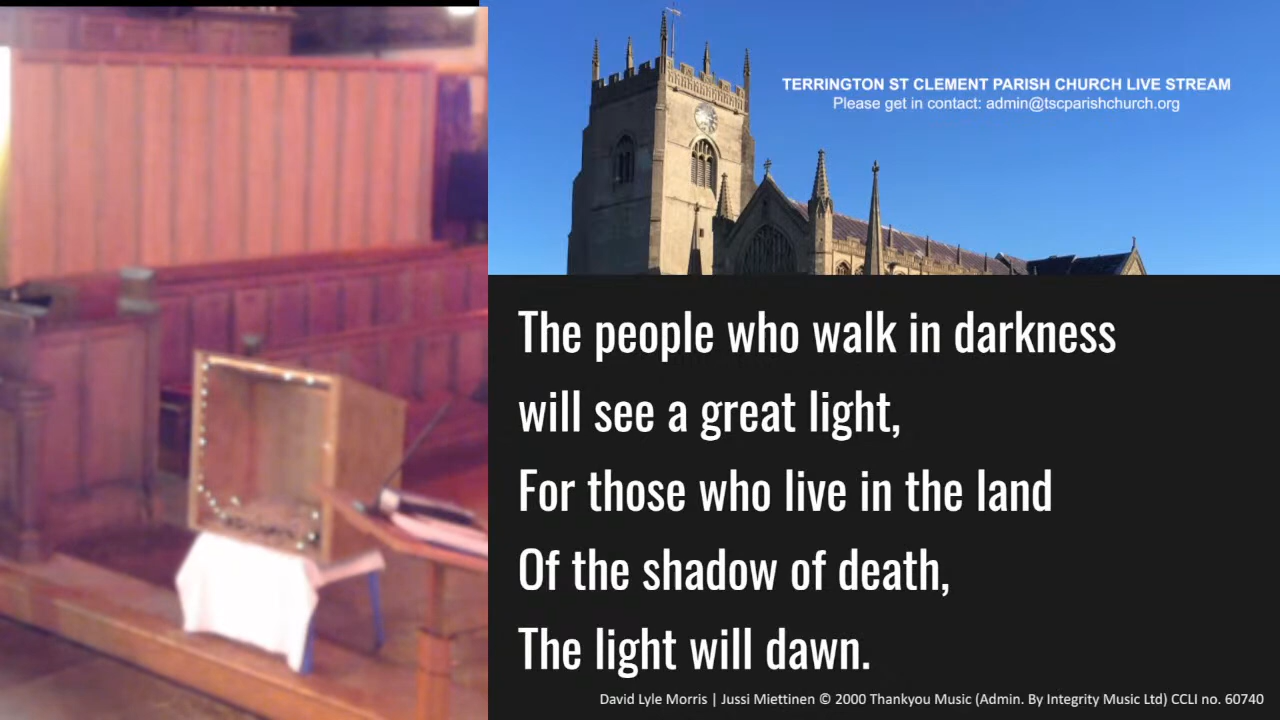 TERRINGTON ST CLEMENT PARISH CHURCH LIVE STREAM
Please get in contact: admin@tscparishchurch.org
The people who walk in darkness
will see a great light,
For those who live in the land
Of the shadow of death,
The light will dawn.
David Lyle Morris | Jussi Miettinen © 2000 Thankyou Music (Admin. By Integrity Music Ltd) CCLI no. 60740